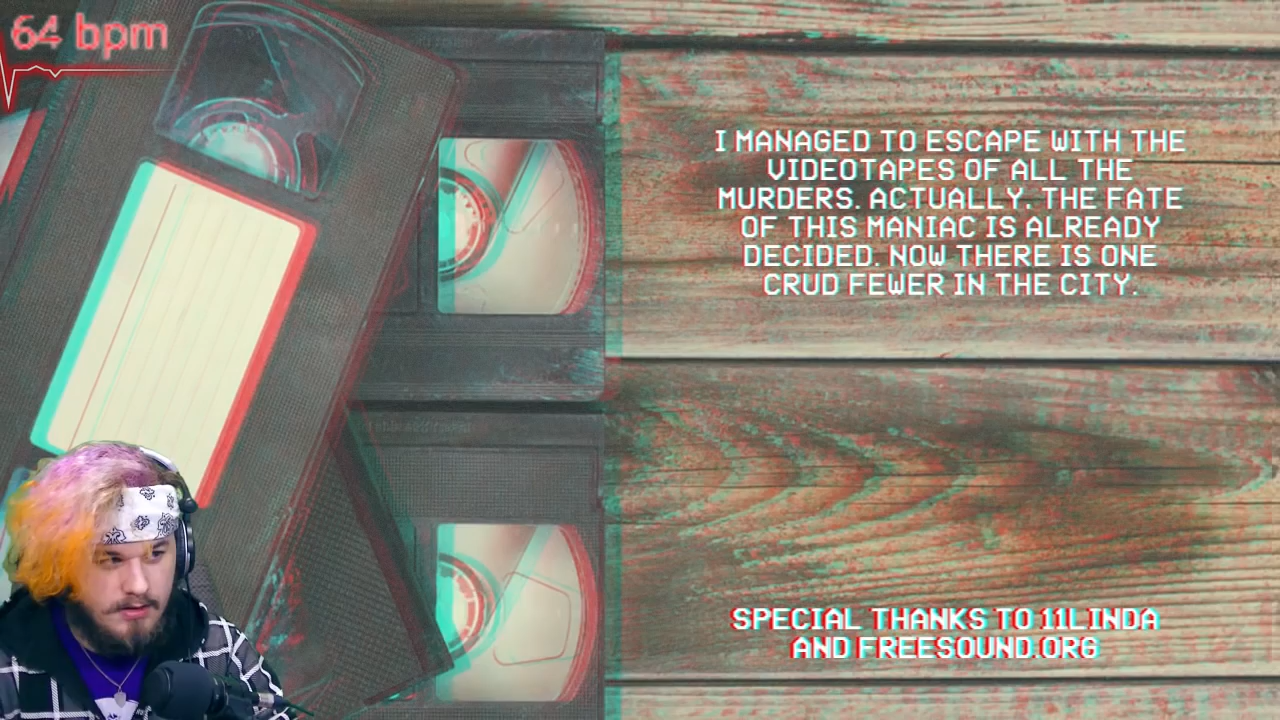 64 bpm
I MANAGED TO ESCAPE WITH THE
VIDEOTAPES OF ALL THE
MURDERS. ACTUALLY, THE FATE
OF THIS MANIAC IS ALREADY
DECIDED. NOW THERE IS ONE
CRUD FEWER IN THE CITY.
SPECIAL THANKS TO 11LINDA
AND FREESOUND.ORG